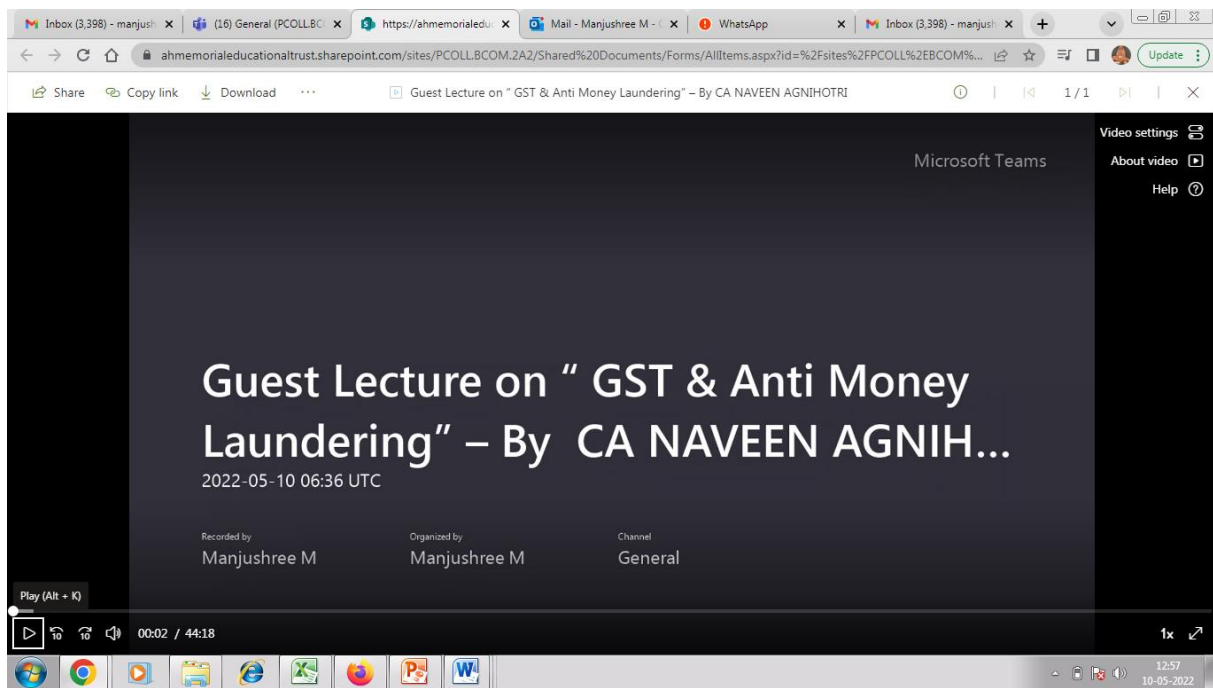 Inbox (3,398) - manjush
(16) General (PCOLL.BC
https://ahmemorialeduc
Mail - Manjushree M - 
WhatsApp
Inbox (3,398) - manjush
ahmemorialeducationaltrust.sharepoint.com/sites/PCOLL.BCOM.2A2/Shared%20Documents/Forms/AllItems.aspx?id=%2Fsites%2FPCOLL%2EBCOM%...
Update
Share
Copy link
Download
...
Guest Lecture on “ GST & Anti Money Laundering” – By CA NAVEEN AGNIHOTRI
1 / 1
Video settings
Microsoft Teams
About video
Help
Guest Lecture on “ GST & Anti Money
Laundering” – By CA NAVEEN AGNIH...
2022-05-10 06:36 UTC
Recorded by
Organized by
Channel
Manjushree M
Manjushree M
General
Play (Alt + K)
10
10
00:02 / 44:18
1x
12:57
10-05-2022